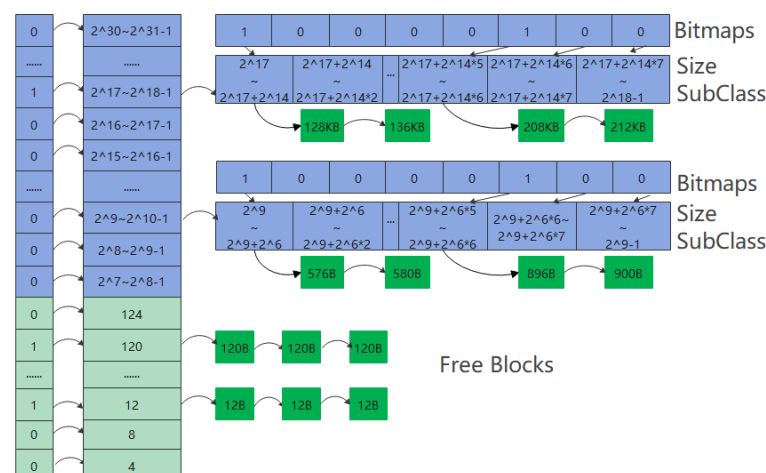 0 2^30~2^31-1
...... ......
1 2^17~2^18-1
0 2^16~2^17-1
0 2^15~2^16-1
...... ......
0 2^9~2^10-1
0 2^8~2^9-1
0 2^7~2^8-1
0 124
1 120
...... ......
1 12
0 8
0 4
1 0 0 0 0 1 0 0 Bitmaps
2^17 2^17+2^14 ... 2^17+2^14*5 2^17+2^14*6 2^17+2^14*7 Size
~ ~ ~ ~ ~
2^17+2^14 2^17+2^14*2 2^17+2^14*6 2^17+2^14*7 2^18-1 SubClass
128KB 136KB 208KB 212KB
1 0 0 0 0 1 0 0 Bitmaps
2^9 2^9+2^6 ... 2^9+2^6*5 2^9+2^6*6~ 2^9+2^6*7 Size
~ ~ ~ 2^9+2^6*7 ~
2^9+2^6 2^9+2^6*2 2^9+2^6*6 2^9-1 SubClass
576B 580B 896B 900B
120B 120B 120B
Free Blocks
12B 12B 12B